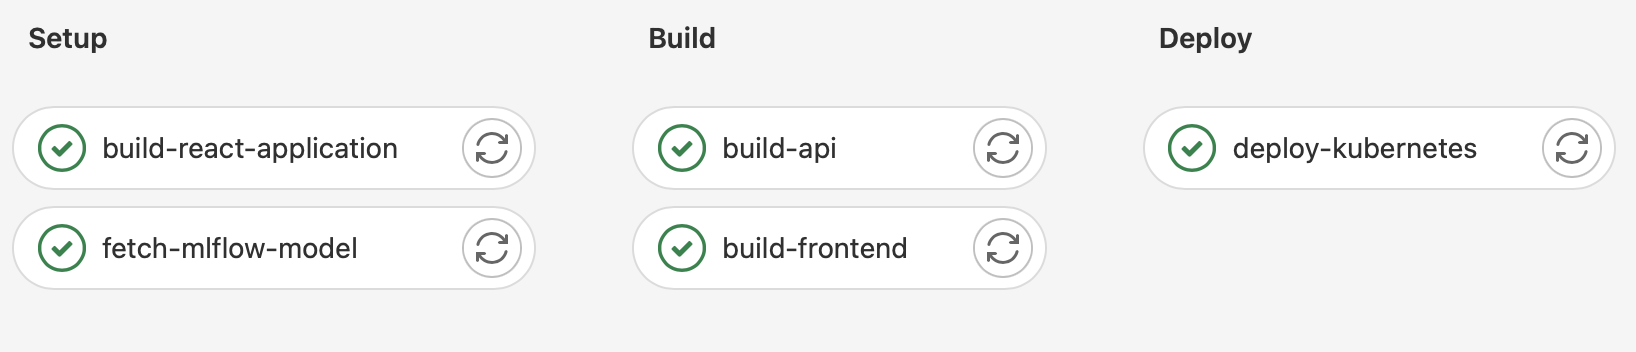 Setup
build-react-application
fetch-mlflow-model
Build
build-api
build-frontend
Deploy
deploy-kubernetes